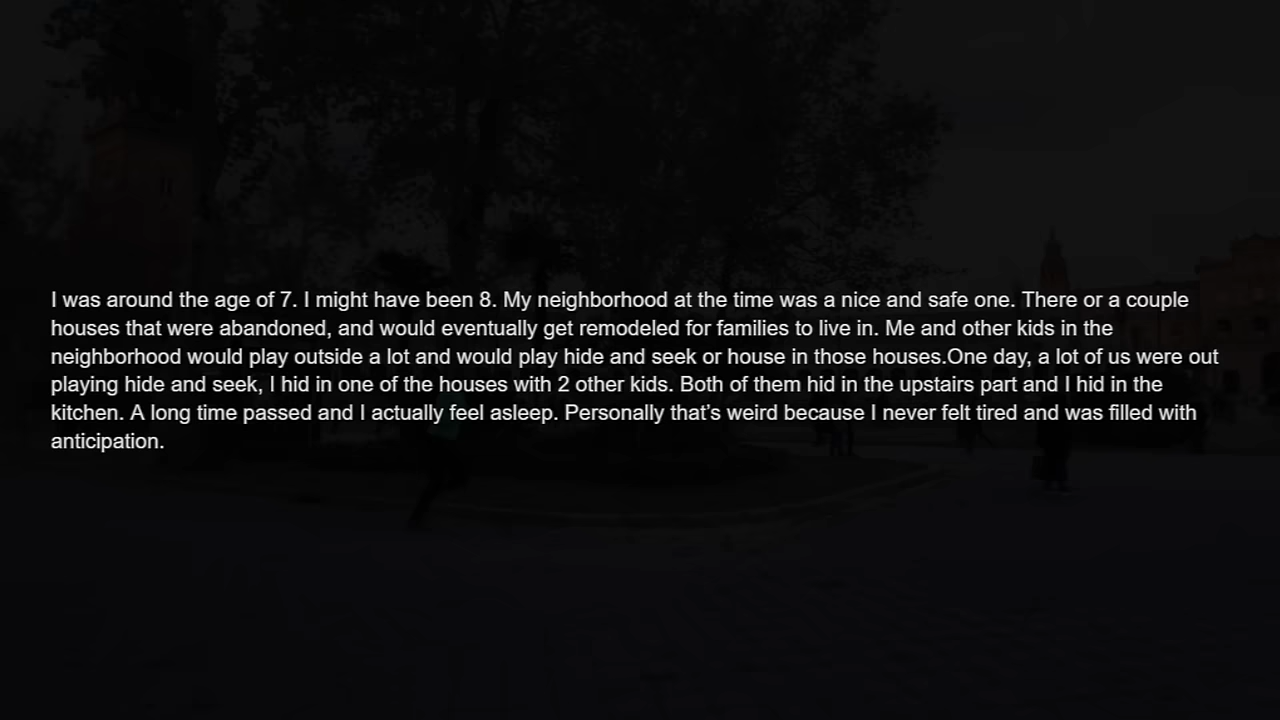 I was around the age of 7. I might have been 8. My neighborhood at the time was a nice and safe one. There or a couple
houses that were abandoned, and would eventually get remodeled for families to live in. Me and other kids in the
neighborhood would play outside a lot and would play hide and seek or house in those houses.One day, a lot of us were out
playing hide and seek, I hid in one of the houses with 2 other kids. Both of them hid in the upstairs part and I hid in the
kitchen. A long time passed and I actually feel asleep. Personally that’s weird because I never felt tired and was filled with
anticipation.